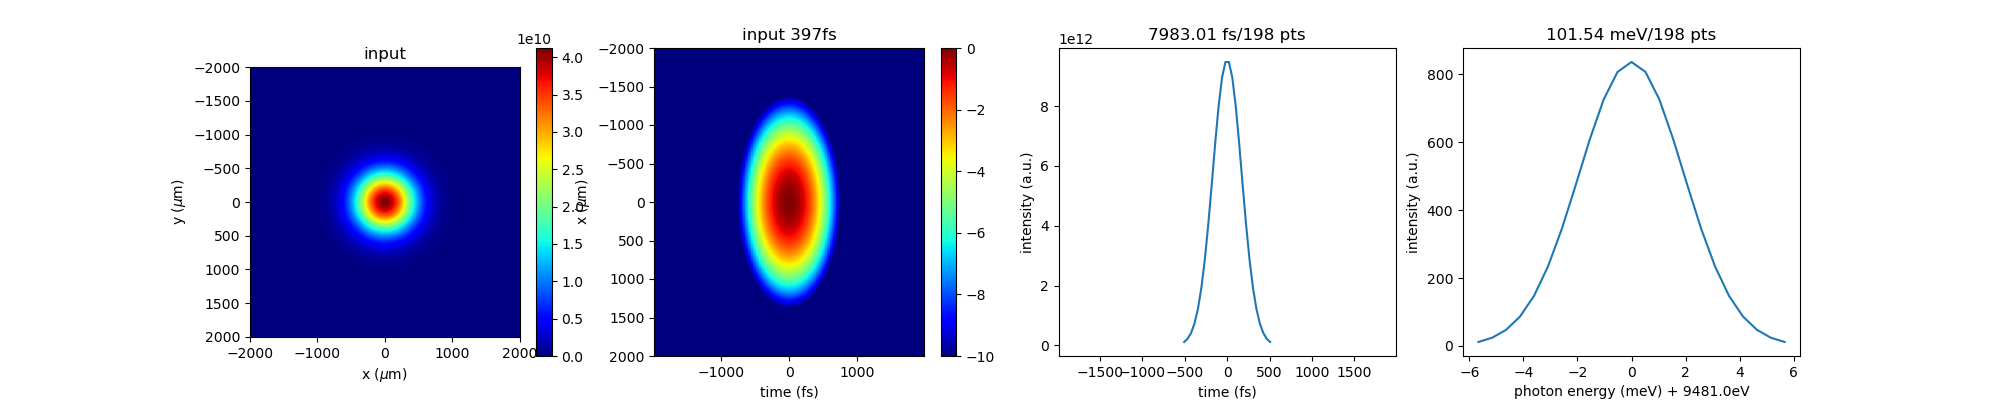 input
1e10
−2000
−1500
−1000
−500
0
500
1000
1500
2000
y (μm)
−2000 −1000 0 1000 2000
x (μm)
4.0
3.5
3.0
2.5
2.0
1.5
1.0
0.5
0.0
input 397fs
−2000
−1500
−1000
−500
0
500
1000
1500
2000
x (μm)
−1000 0 1000
time (fs)
0
−2
−4
−6
−8
−10
7983.01 fs/198 pts
1e12
8
6
4
2
0
intensity (a.u.)
−1500 −1000 −500 0 500 1000 1500
time (fs)
101.54 meV/198 pts
800
600
400
200
0
intensity (a.u.)
−6 −4 −2 0 2 4 6
photon energy (meV) + 9481.0eV